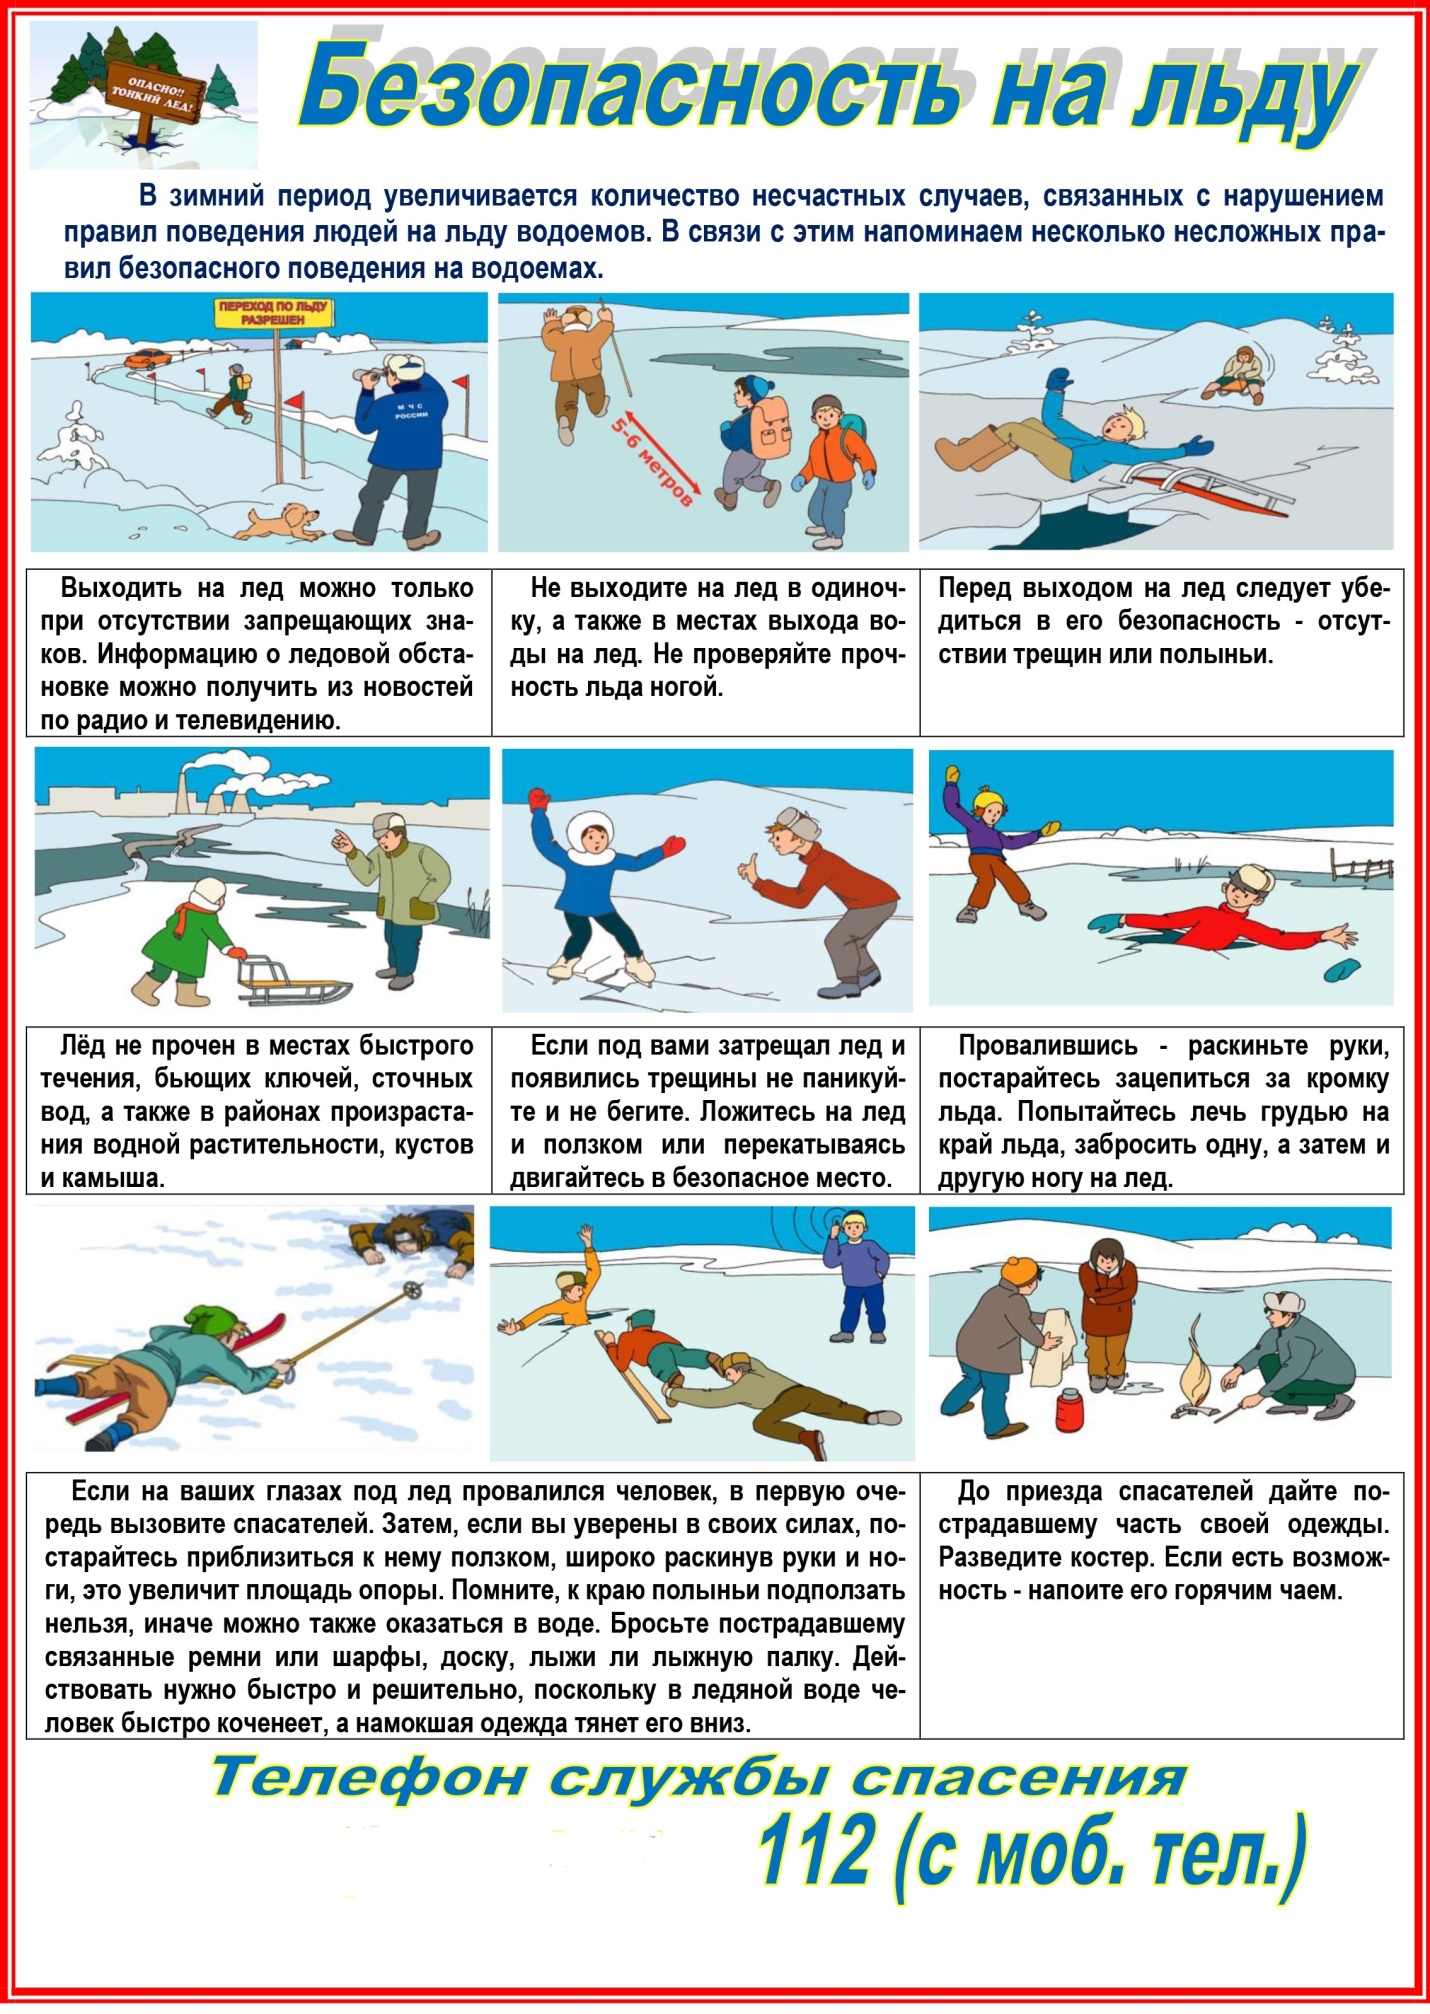 ОПАСНО!!
ТОНКИЙ ЛЕД!
Безопасность на льду
В зимний период увеличивается количество несчастных случаев, связанных с нарушением
правил поведения людей на льду водоемов. В связи с этим напоминаем несколько несложных пра-
вил безопасного поведения на водоемах.
ПЕРЕХОД ПО ЛЬДУ
РАЗРЕШЕН
М Ч С
РОССИИ
5-6 метров
Выходить на лед можно только
при отсутствии запрещающих зна-
ков. Информацию о ледовой обста-
новке можно получить из новостей
по радио и телевидению.
Не выходите на лед в одиноч-
ку, а также в местах выхода во-
ды на лед. Не проверяйте проч-
ность льда ногой.
Перед выходом на лед следует убе-
диться в его безопасность - отсут-
ствии трещин или полыньи.
Лёд не прочен в местах быстрого
течения, бьющих ключей, сточных
вод, а также в районах произраста-
ния водной растительности, кустов
и камыша.
Если под вами затрещал лед и
появились трещины не паникуй-
те и не бегите. Ложитесь на лед
и ползком или перекатываясь
двигайтесь в безопасное место.
Провалившись - раскиньте руки,
постарайтесь зацепиться за кромку
льда. Попытайтесь лечь грудью на
край льда, забросить одну, а затем и
другую ногу на лед.
Если на ваших глазах под лед провалился человек, в первую оче-
редь вызовите спасателей. Затем, если вы уверены в своих силах, по-
старайтесь приблизиться к нему ползком, широко раскинув руки и но-
ги, это увеличит площадь опоры. Помните, к краю полыньи подползать
нельзя, иначе можно также оказаться в воде. Бросьте пострадавшему
связанные ремни или шарфы, доску, лыжи ли лыжную палку. Дей-
ствовать нужно быстро и решительно, поскольку в ледяной воде че-
ловек быстро коченеет, а намокшая одежда тянет его вниз.
До приезда спасателей дайте по-
страдавшему часть своей одежды.
Разведите костер. Если есть возмож-
ность - напоите его горячим чаем.
Телефон службы спасения
112 (с моб. тел.)